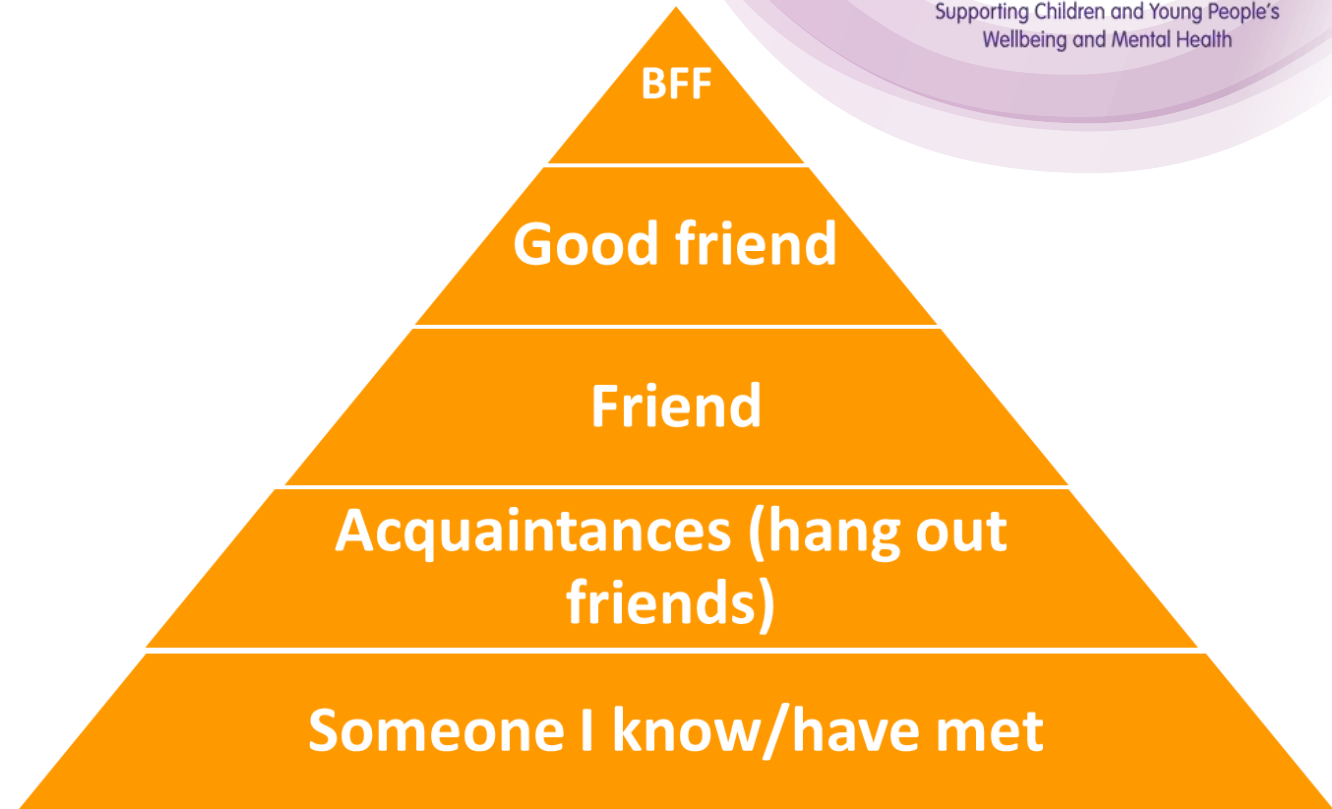 Supporting Children and Young People's
Wellbeing and Mental Health
BFF
Good friend
Friend
Acquaintances (hang out
friends)
Someone I know/have met